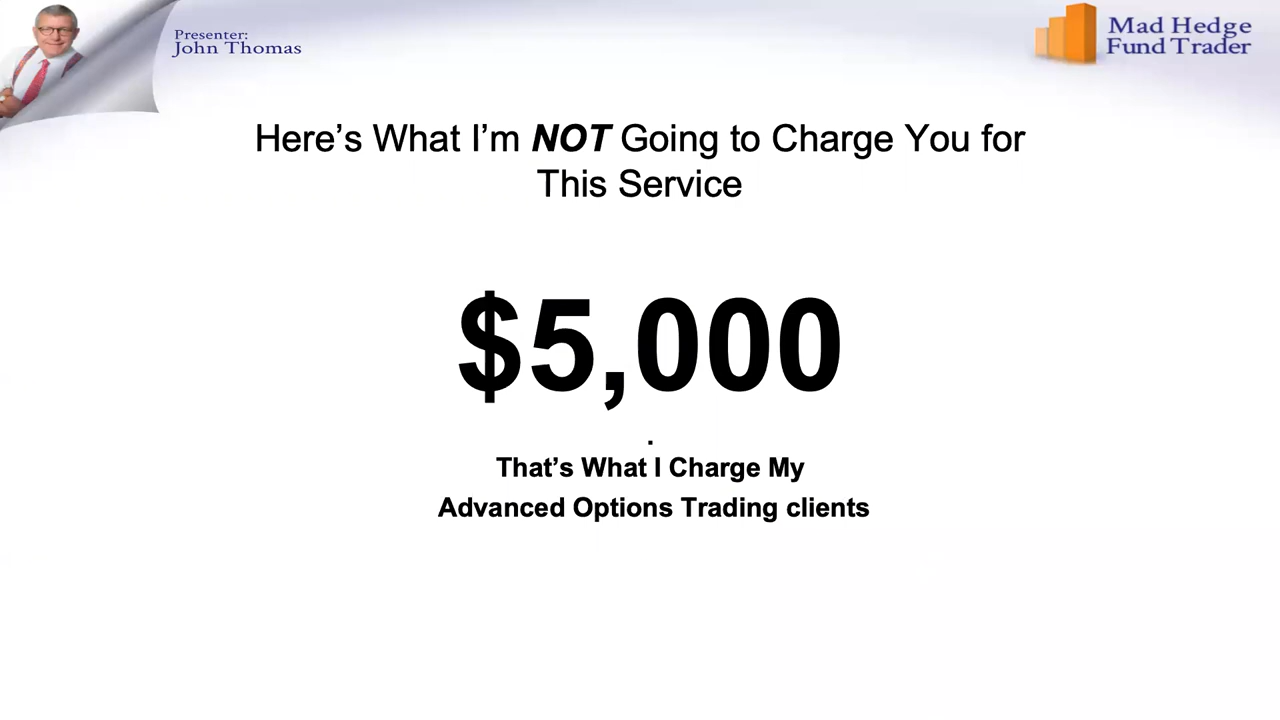 Presenter:
John Thomas
Mad Hedge
Fund Trader
Here’s What I’m NOT Going to Charge You for
This Service
$5,000
.
That’s What I Charge My
Advanced Options Trading clients